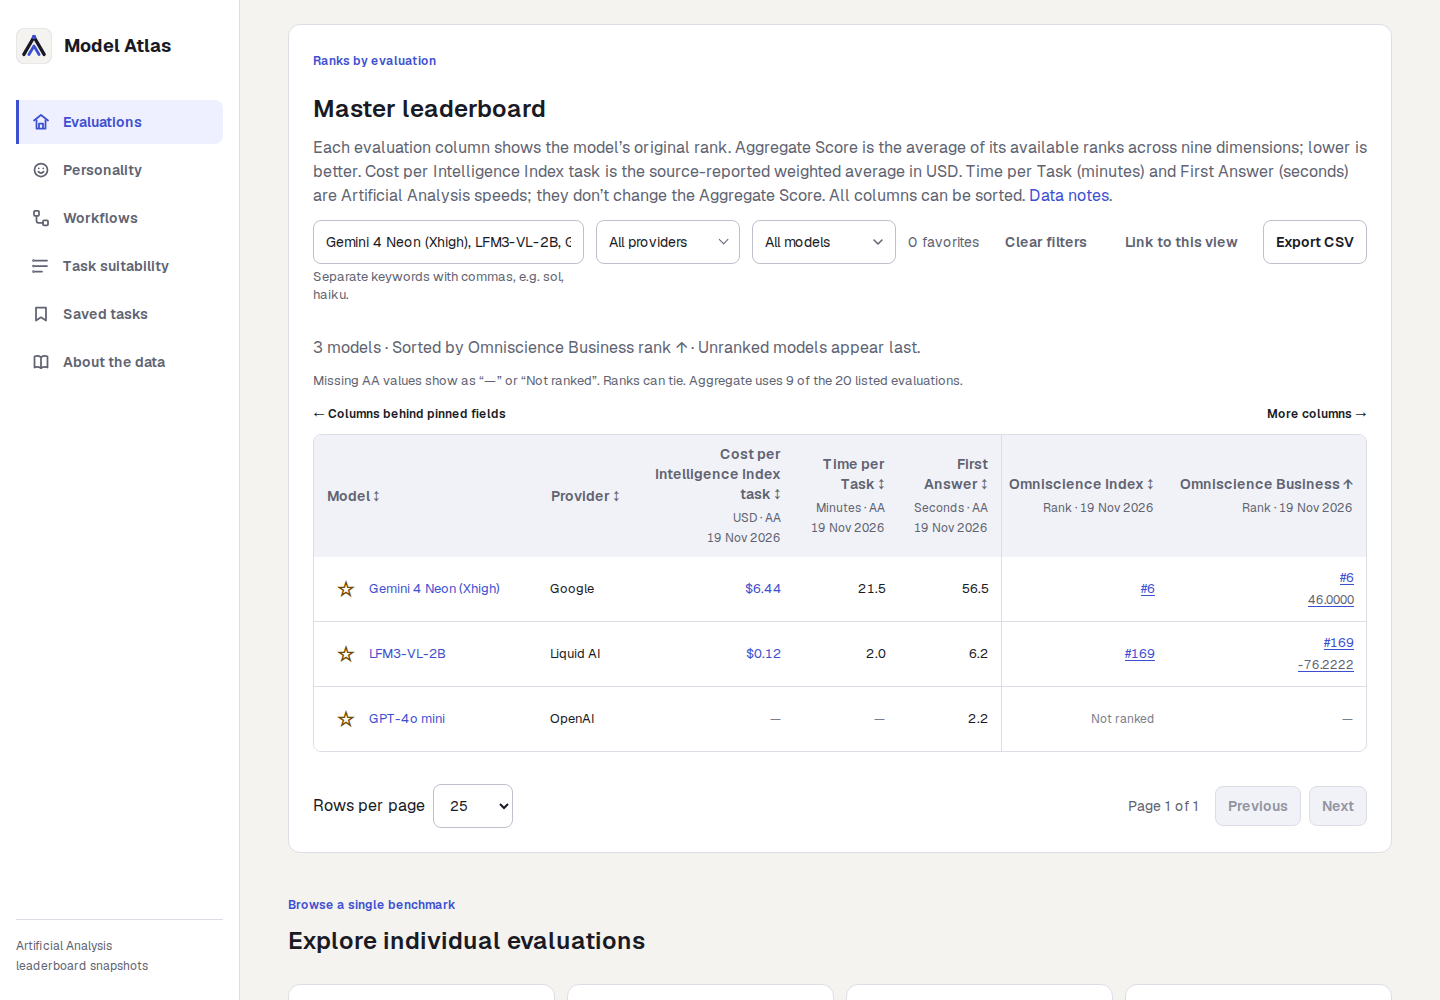 Model Atlas
Evaluations
Personality
Workflows
Task suitability
Saved tasks
About the data
Artificial Analysis
leaderboard snapshots
Ranks by evaluation
Master leaderboard
Each evaluation column shows the model’s original rank. Aggregate Score is the average of its available ranks across nine dimensions; lower is
better. Cost per Intelligence Index task is the source-reported weighted average in USD. Time per Task (minutes) and First Answer (seconds)
are Artificial Analysis speeds; they don’t change the Aggregate Score. All columns can be sorted. Data notes.
Gemini 4 Neon (Xhigh), LFM3-VL-2B, G
All providers
All models
0 favorites
Clear filters
Link to this view
Export CSV
Separate keywords with commas, e.g. sol,
haiku.
3 models · Sorted by Omniscience Business rank ↑ · Unranked models appear last.
Missing AA values show as “—” or “Not ranked”. Ranks can tie. Aggregate uses 9 of the 20 listed evaluations.
← Columns behind pinned fields
More columns →
Model ↕
Provider ↕
Cost per
Intelligence Index
task ↕
USD · AA
19 Nov 2026
Time per
Task ↕
Minutes · AA
19 Nov 2026
First
Answer ↕
Seconds · AA
19 Nov 2026
Omniscience Index ↕
Rank · 19 Nov 2026
Omniscience Business ↑
Rank · 19 Nov 2026
Gemini 4 Neon (Xhigh)
Google
$6.44
21.5
56.5
#6
#6
46.0000
LFM3-VL-2B
Liquid AI
$0.12
2.0
6.2
#169
#169
-76.2222
GPT-4o mini
OpenAI
—
—
2.2
Not ranked
—
Rows per page
25
Page 1 of 1
Previous
Next
Browse a single benchmark
Explore individual evaluations